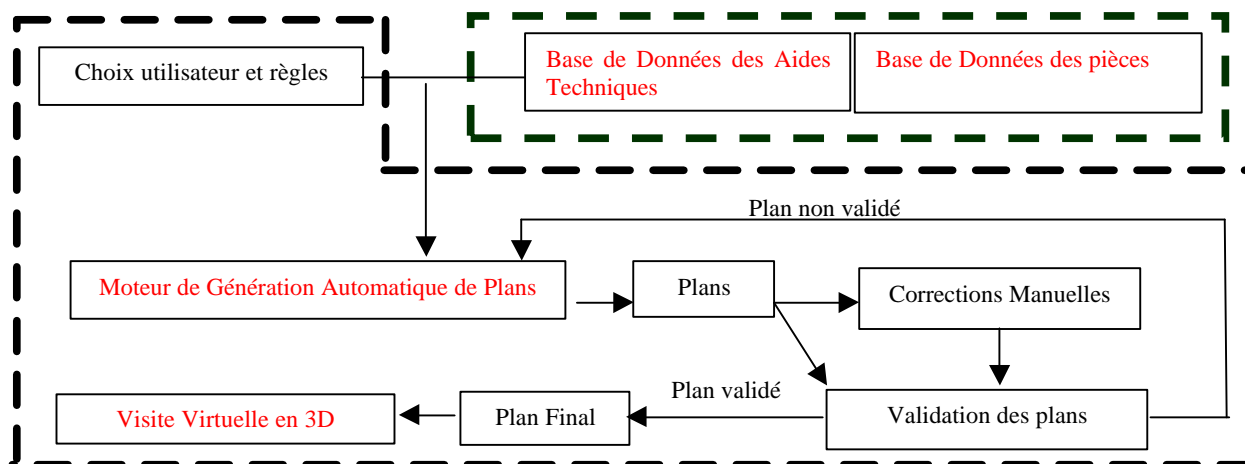 Choix utilisateur et règles
Base de Données des Aides
Techniques
Base de Données des pièces
Plan non validé
Moteur de Génération Automatique de Plans
Plans
Corrections Manuelles
Plan validé
Visite Virtuelle en 3D
Plan Final
Validation des plans